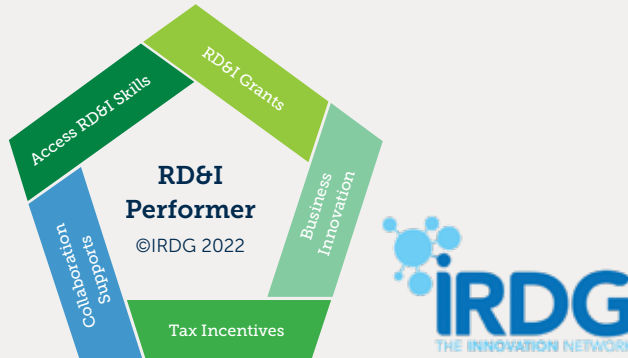 RD&I Grants
Access RD&I Skills
RD&I
Performer
©IRDG 2022
Business
Innovation
Collaboration
Supports
Tax Incentives
iRDG
THE INNOVATION NETWORK